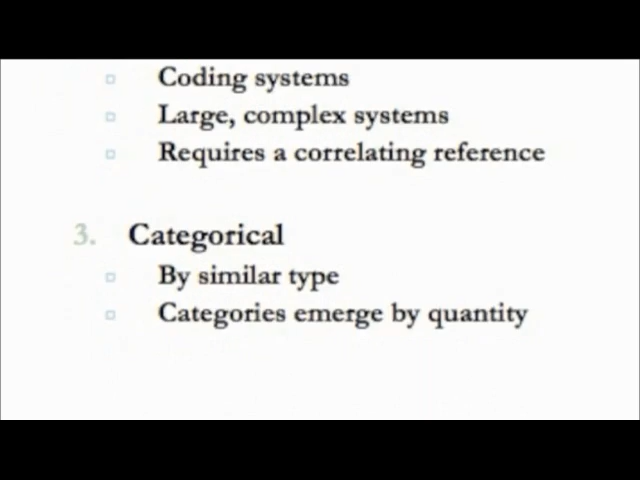 Coding systems
Large, complex systems
Requires a correlating reference
3. Categorical
By similar type
Categories emerge by quantity